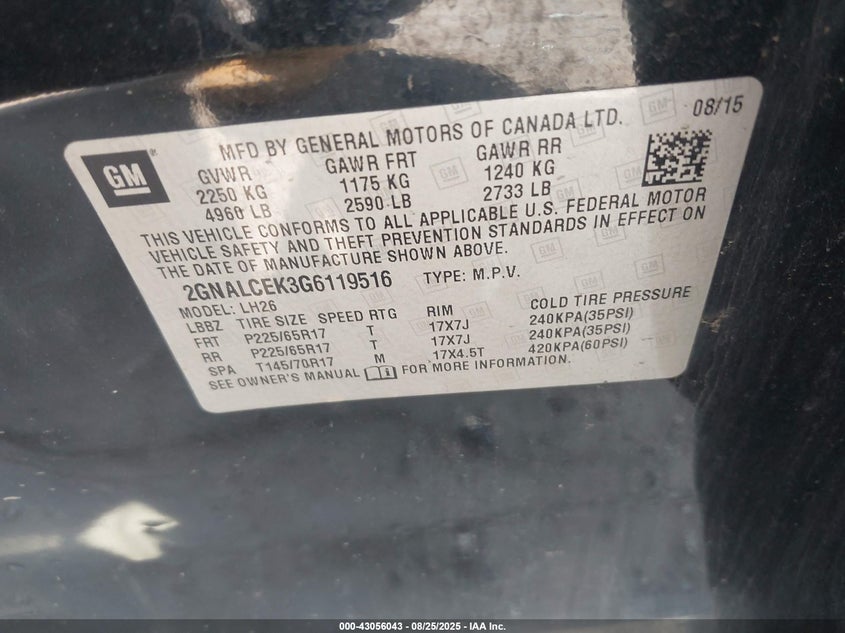 GM
MFD BY GENERAL MOTORS OF CANADA LTD. 08/15
GVWR GAWR FRT GAWR RR
2250 KG 1175 KG 1240 KG
4960 LB 2590 LB 2733 LB
THIS VEHICLE CONFORMS TO ALL APPLICABLE U.S. FEDERAL MOTOR
VEHICLE SAFETY AND THEFT PREVENTION STANDARDS IN EFFECT ON
THE DATE OF MANUFACTURE SHOWN ABOVE.
2GNALCEK3G6119516 TYPE: M.P.V.
MODEL: LH26
LBBZ TIRE SIZE SPEED RTG RIM COLD TIRE PRESSURE
FRT P225/65R17 T 17X7J 240KPA(35PSI)
RR P225/65R17 T 17X7J 240KPA(35PSI)
SPA T145/70R17 M 17X4.5T 420KPA(60PSI)
SEE OWNER'S MANUAL FOR MORE INFORMATION.
000-43056043 - 08/25/2025 - IAA Inc.